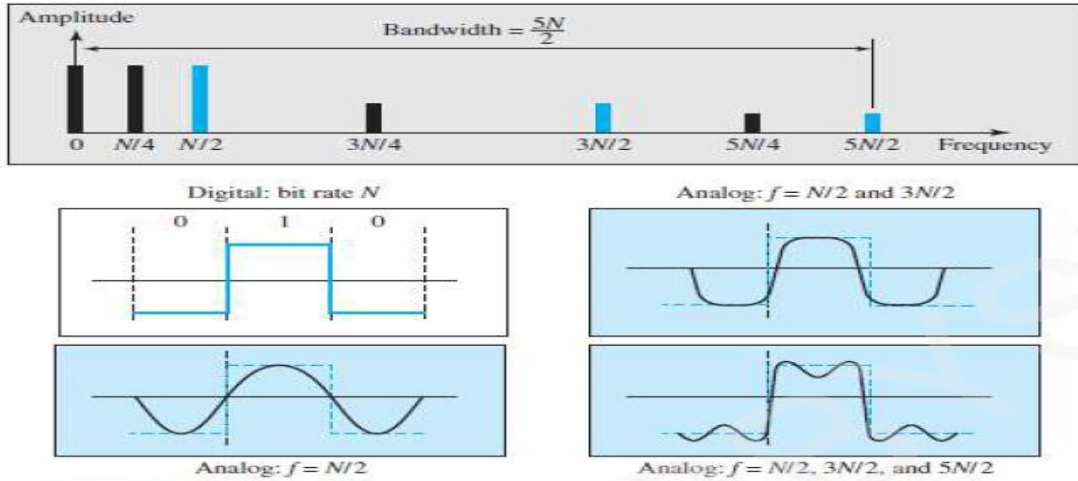 Amplitude
Bandwidth = 5N/2
0 N/4 N/2 3N/4 3N/2 5N/4 5N/2 Frequency
Digital: bit rate N
0 1 0
Analog: f = N/2 and 3N/2
Analog: f = N/2
Analog: f = N/2, 3N/2, and 5N/2